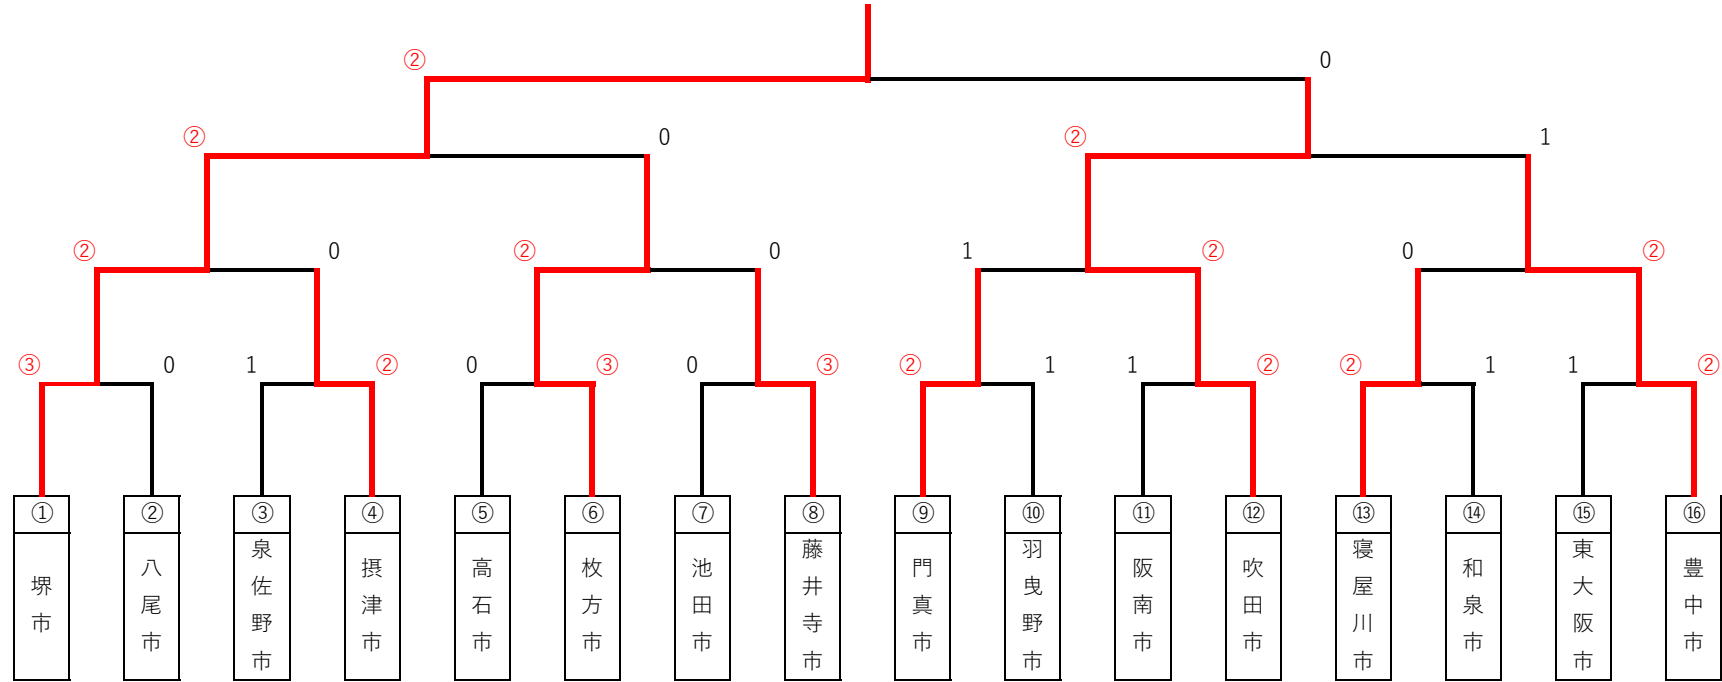 ② 0
② 0 ② 1
② 0 ② 0 1 ② 0 ②
③ 0 1 ② 0 ③ 0 ③ ② 1 1 ② ② 1 1 ②
① ② ③ ④ ⑤ ⑥ ⑦ ⑧ ⑨ ⑩ ⑪ ⑫ ⑬ ⑭ ⑮ ⑯
堺市
八尾市
泉佐野市
摂津市
高石市
枚方市
池田市
藤井寺市
門真市
羽曳野市
阪南市
吹田市
寝屋川市
和泉市
東大阪市
豊中市